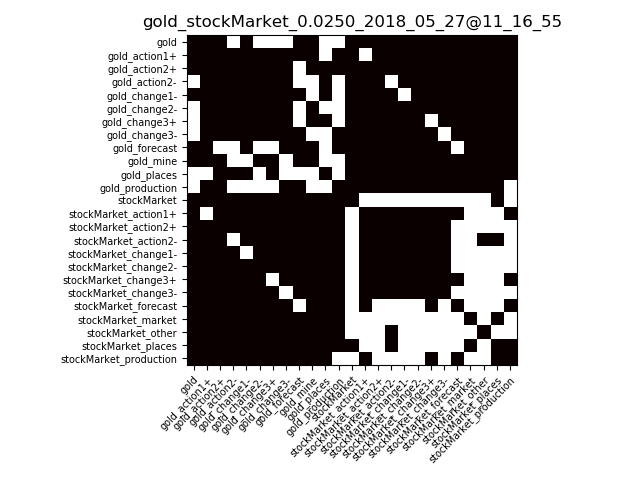 gold_stockMarket_0.0250_2018_05_27@11_16_55
gold
gold_action1+
gold_action2+
gold_action2-
gold_change1-
gold_change2-
gold_change3+
gold_change3-
gold_forecast
gold_mine
gold_places
gold_production
stockMarket
stockMarket_action1+
stockMarket_action2+
stockMarket_action2-
stockMarket_change1-
stockMarket_change2-
stockMarket_change3+
stockMarket_change3-
stockMarket_forecast
stockMarket_market
stockMarket_other
stockMarket_places
stockMarket_production
gold
gold_action1+
gold_action2+
gold_action2-
gold_change1-
gold_change2-
gold_change3+
gold_change3-
gold_forecast
gold_mine
gold_places
gold_production
stockMarket
stockMarket_action1+
stockMarket_action2+
stockMarket_action2-
stockMarket_change1-
stockMarket_change2-
stockMarket_change3+
stockMarket_change3-
stockMarket_forecast
stockMarket_market
stockMarket_other
stockMarket_places
stockMarket_production